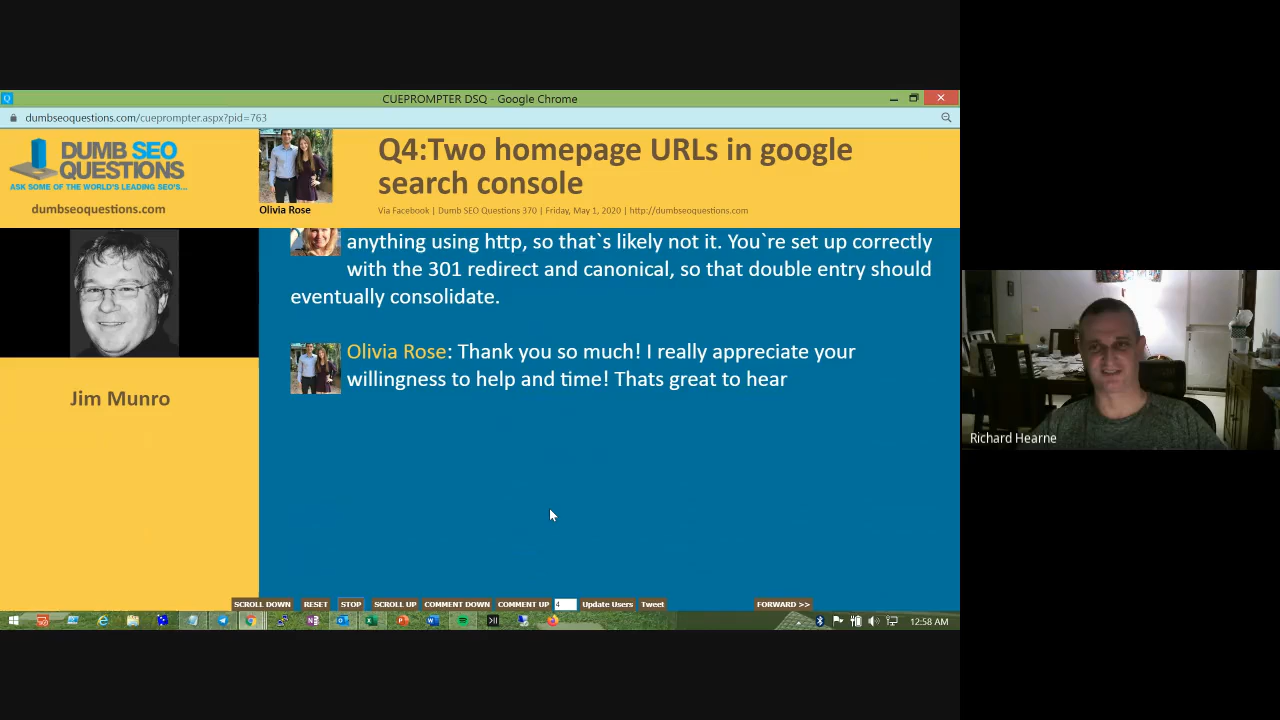 CUEPROMPTER DSQ - Google Chrome
dumbseoquestions.com/cueprompter.aspx?pid=763
DUMB SEO
QUESTIONS
ASK SOME OF THE WORLD'S LEADING SEO'S...
dumbseoquestions.com
Olivia Rose
Q4:Two homepage URLs in google
search console
Via Facebook | Dumb SEO Questions 370 | Friday, May 1, 2020 | http://dumbseoquestions.com
anything using http, so that`s likely not it. You`re set up correctly
with the 301 redirect and canonical, so that double entry should
eventually consolidate.
Olivia Rose: Thank you so much! I really appreciate your
willingness to help and time! Thats great to hear
Jim Munro
Richard Hearne
SCROLL DOWN RESET STOP SCROLL UP COMMENT DOWN COMMENT UP 4 Update Users Tweet FORWARD >>
12:58 AM